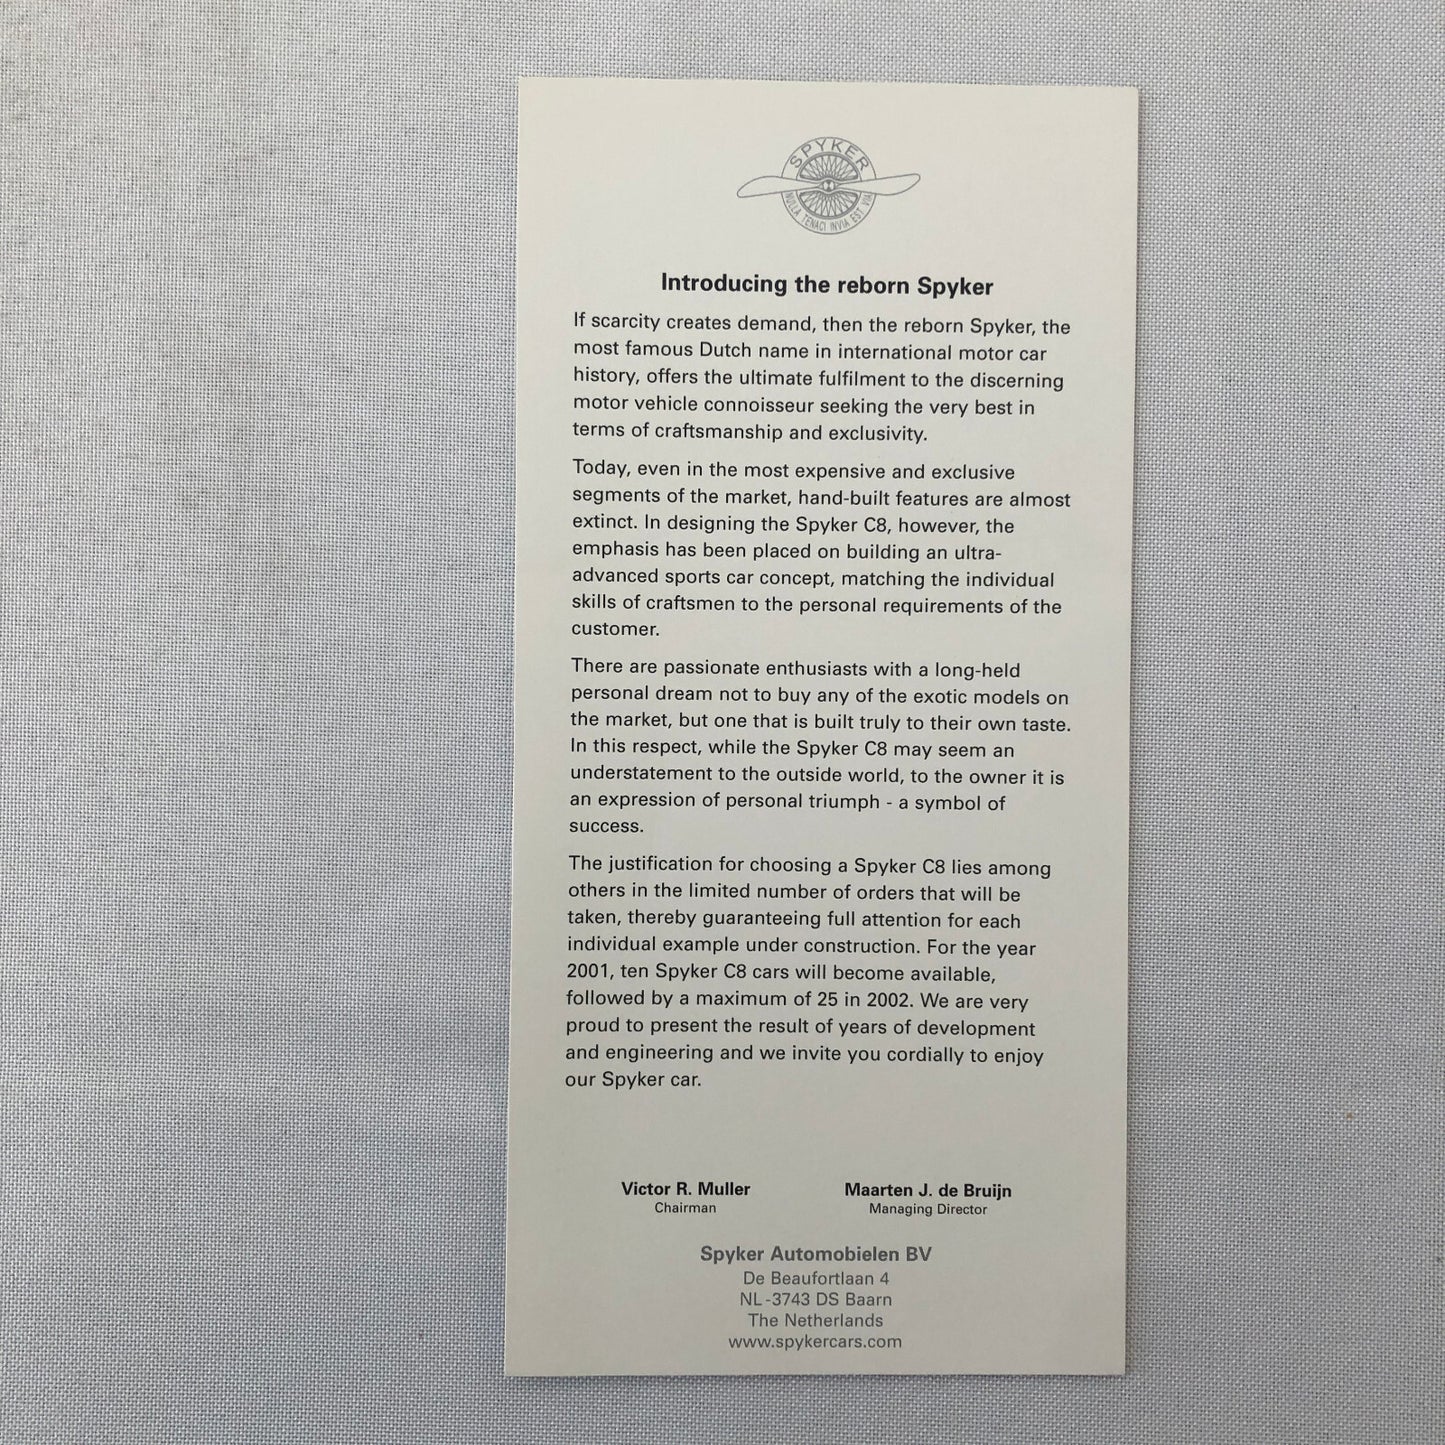 SPYKER
NULLA TENACI INVIA EST VIA
Introducing the reborn Spyker
If scarcity creates demand, then the reborn Spyker, the
most famous Dutch name in international motor car
history, offers the ultimate fulfilment to the discerning
motor vehicle connoisseur seeking the very best in
terms of craftsmanship and exclusivity.
Today, even in the most expensive and exclusive
segments of the market, hand-built features are almost
extinct. In designing the Spyker C8, however, the
emphasis has been placed on building an ultra-
advanced sports car concept, matching the individual
skills of craftsmen to the personal requirements of the
customer.
There are passionate enthusiasts with a long-held
personal dream not to buy any of the exotic models on
the market, but one that is built truly to their own taste.
In this respect, while the Spyker C8 may seem an
understatement to the outside world, to the owner it is
an expression of personal triumph - a symbol of
success.
The justification for choosing a Spyker C8 lies among
others in the limited number of orders that will be
taken, thereby guaranteeing full attention for each
individual example under construction. For the year
2001, ten Spyker C8 cars will become available,
followed by a maximum of 25 in 2002. We are very
proud to present the result of years of development
and engineering and we invite you cordially to enjoy
our Spyker car.
Victor R. Muller
Chairman
Maarten J. de Bruijn
Managing Director
Spyker Automobielen BV
De Beaufortlaan 4
NL-3743 DS Baarn
The Netherlands
www.spykercars.com